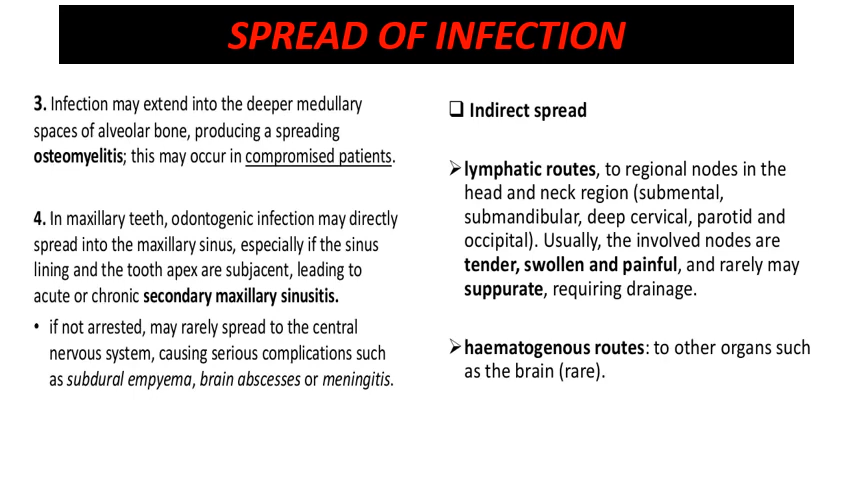 SPREAD OF INFECTION
3. Infection may extend into the deeper medullary
spaces of alveolar bone, producing a spreading
osteomyelitis; this may occur in compromised patients.
4. In maxillary teeth, odontogenic infection may directly
spread into the maxillary sinus, especially if the sinus
lining and the tooth apex are subjacent, leading to
acute or chronic secondary maxillary sinusitis.
• if not arrested, may rarely spread to the central
nervous system, causing serious complications such
as subdural empyema, brain abscesses or meningitis.
❑ Indirect spread
➢ lymphatic routes, to regional nodes in the
head and neck region (submental,
submandibular, deep cervical, parotid and
occipital). Usually, the involved nodes are
tender, swollen and painful, and rarely may
suppurate, requiring drainage.
➢ haematogenous routes: to other organs such
as the brain (rare).